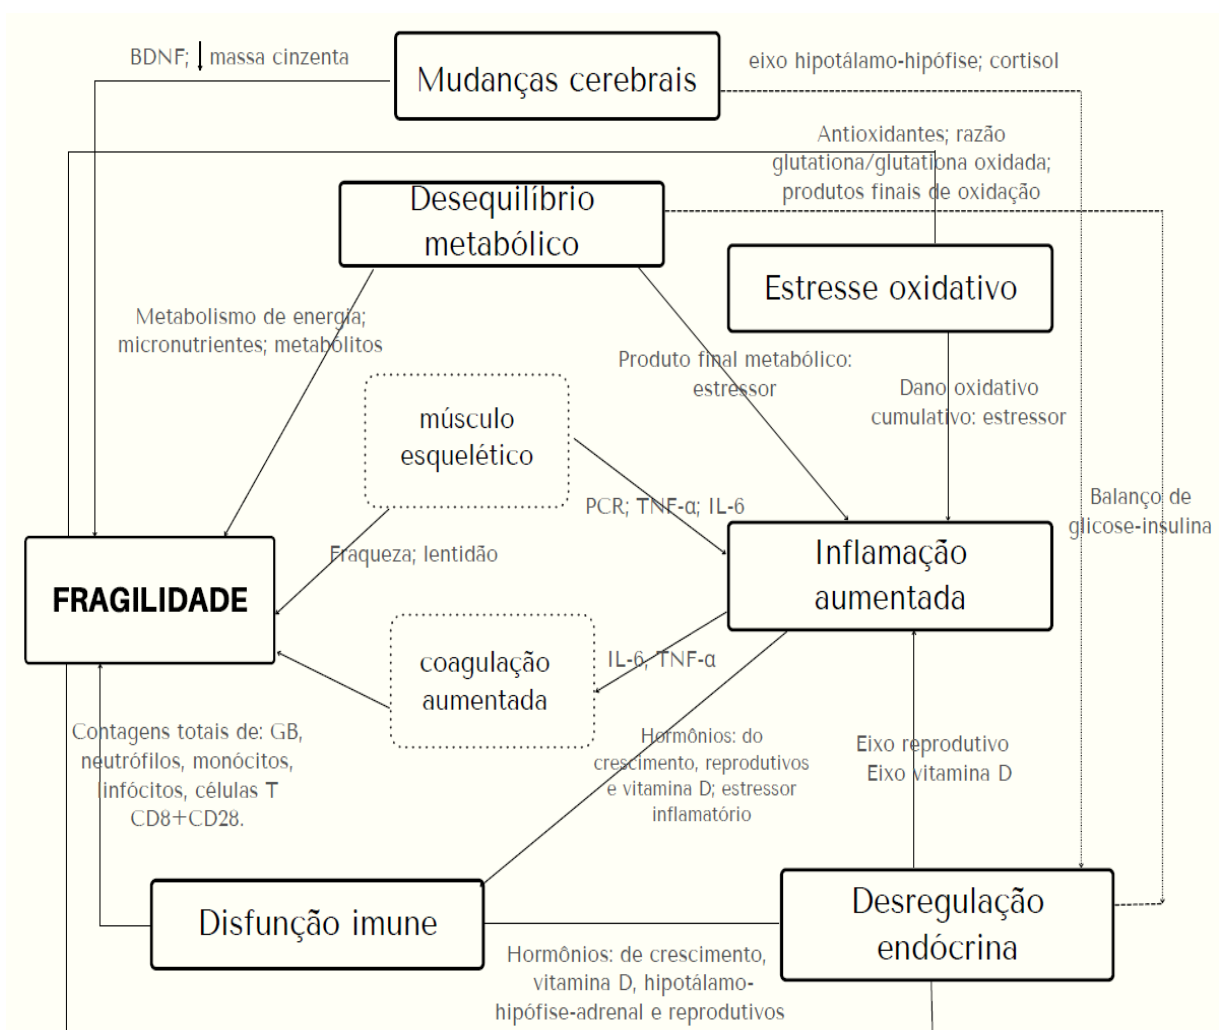 BDNF; ↓ massa cinzenta
Mudanças cerebrais
eixo hipotálamo-hipófise; cortisol
Antioxidantes; razão
glutationa/glutationa oxidada;
produtos finais de oxidação
Desequilíbrio
metabólico
Estresse oxidativo
Metabolismo de energia;
micronutrientes; metabólitos
Produto final metabólico:
estressor
Dano oxidativo
cumulativo: estressor
músculo
esquelético
PCR; TNF-α; IL-6
Balanço de
glicose-insulina
Fraqueza; lentidão
Inflamação
aumentada
FRAGILIDADE
coagulação
aumentada
IL-6, TNF-α
Contagens totais de: GB,
neutrófilos, monócitos,
linfócitos, células T
CD8+CD28.
Hormônios: do
crescimento, reprodutivos
e vitamina D; estressor
inflamatório
Eixo reprodutivo
Eixo vitamina D
Disfunção imune
Desregulação
endócrina
Hormônios: de crescimento,
vitamina D, hipotálamo-
hipófise-adrenal e reprodutivos